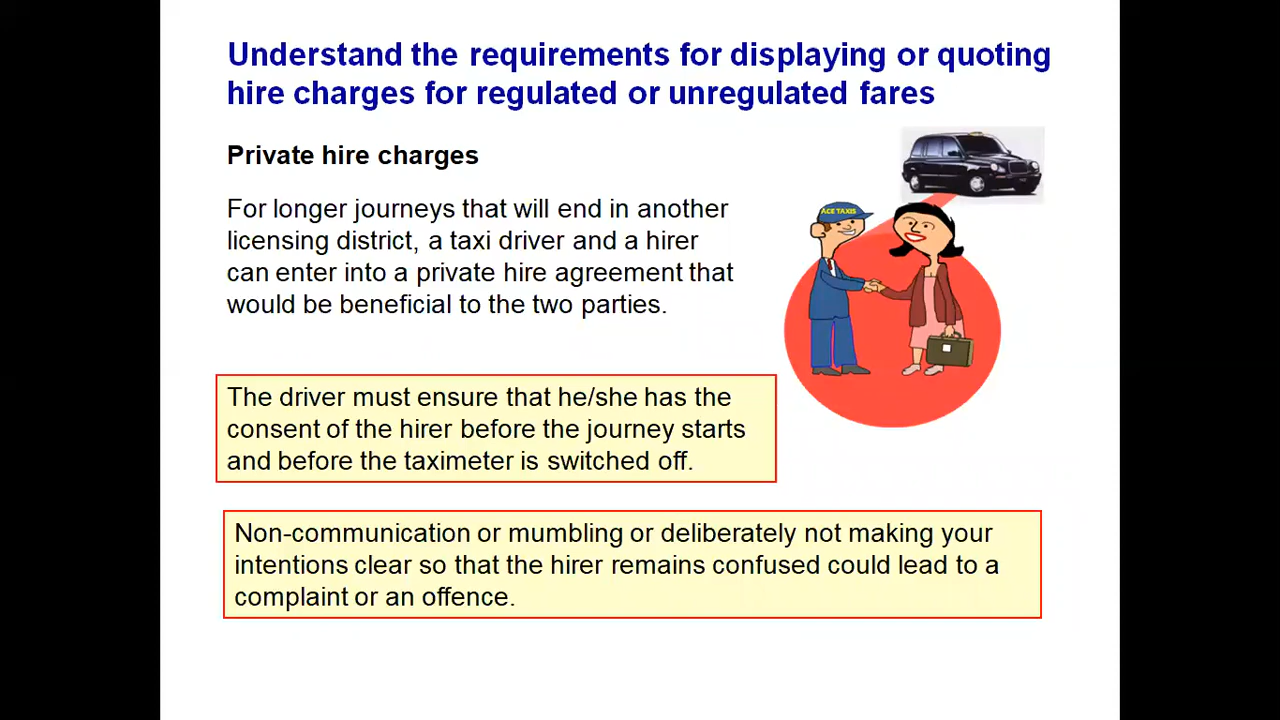 Understand the requirements for displaying or quoting
hire charges for regulated or unregulated fares
Private hire charges
For longer journeys that will end in another
licensing district, a taxi driver and a hirer
can enter into a private hire agreement that
would be beneficial to the two parties.
ACE TAXIS
The driver must ensure that he/she has the
consent of the hirer before the journey starts
and before the taximeter is switched off.
Non-communication or mumbling or deliberately not making your
intentions clear so that the hirer remains confused could lead to a
complaint or an offence.